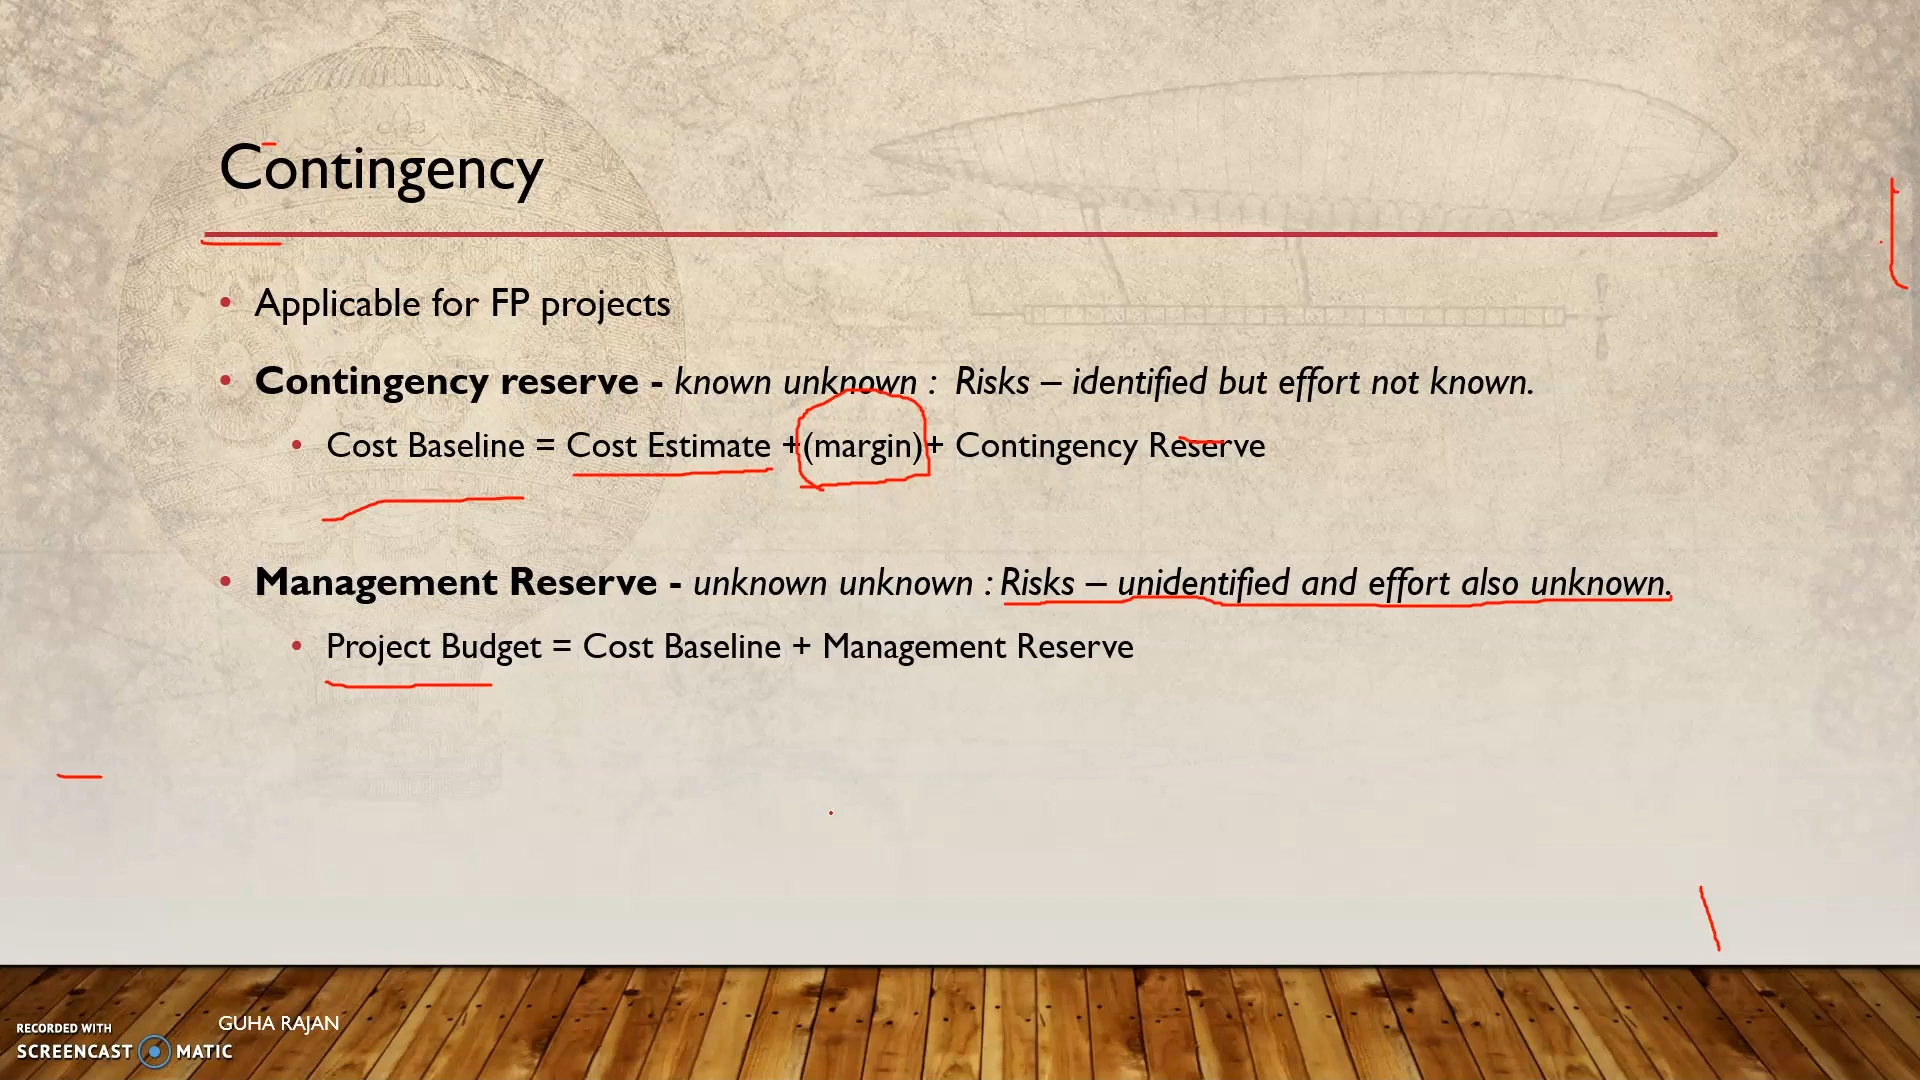 Contingency
• Applicable for FP projects
• Contingency reserve - known unknown : Risks – identified but effort not known.
• Cost Baseline = Cost Estimate +(margin)+ Contingency Reserve
• Management Reserve - unknown unknown : Risks – unidentified and effort also unknown.
• Project Budget = Cost Baseline + Management Reserve
GUHA RAJAN
RECORDED WITH
SCREENCAST MATIC